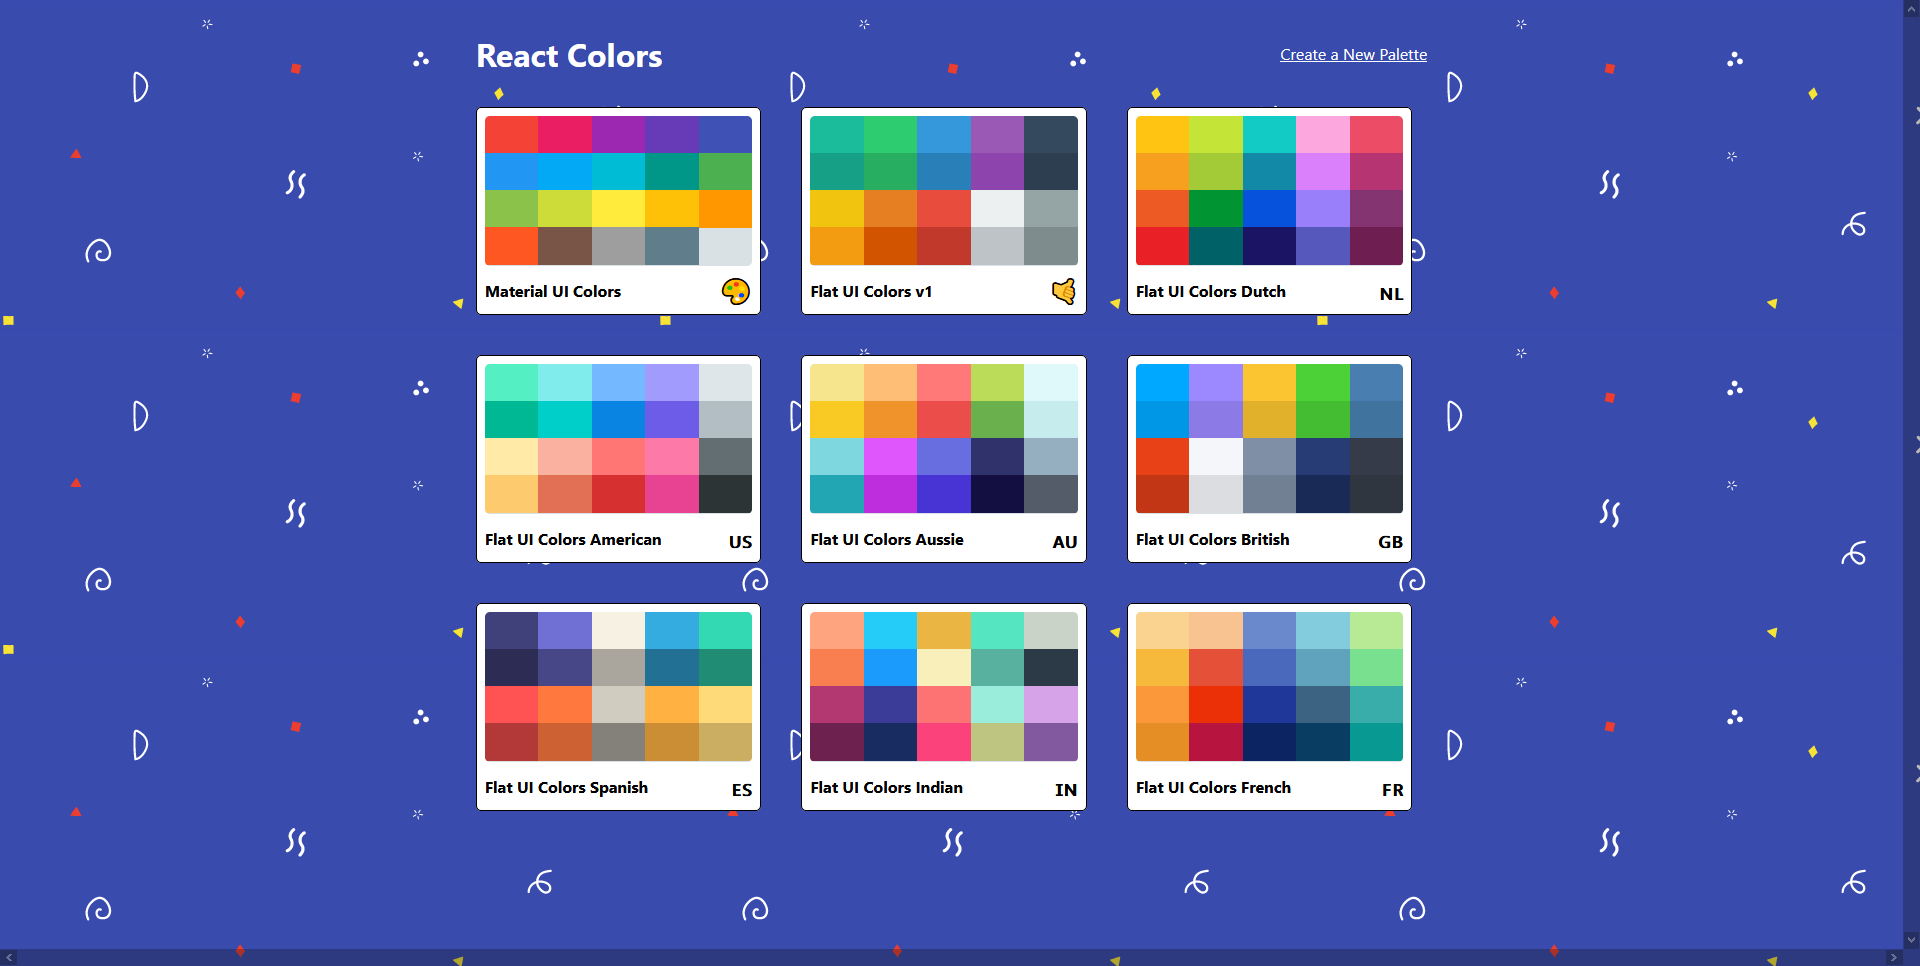 React Colors
Create a New Palette
Material UI Colors
Flat UI Colors v1
Flat UI Colors Dutch NL
Flat UI Colors American US
Flat UI Colors Aussie AU
Flat UI Colors British GB
Flat UI Colors Spanish ES
Flat UI Colors Indian IN
Flat UI Colors French FR